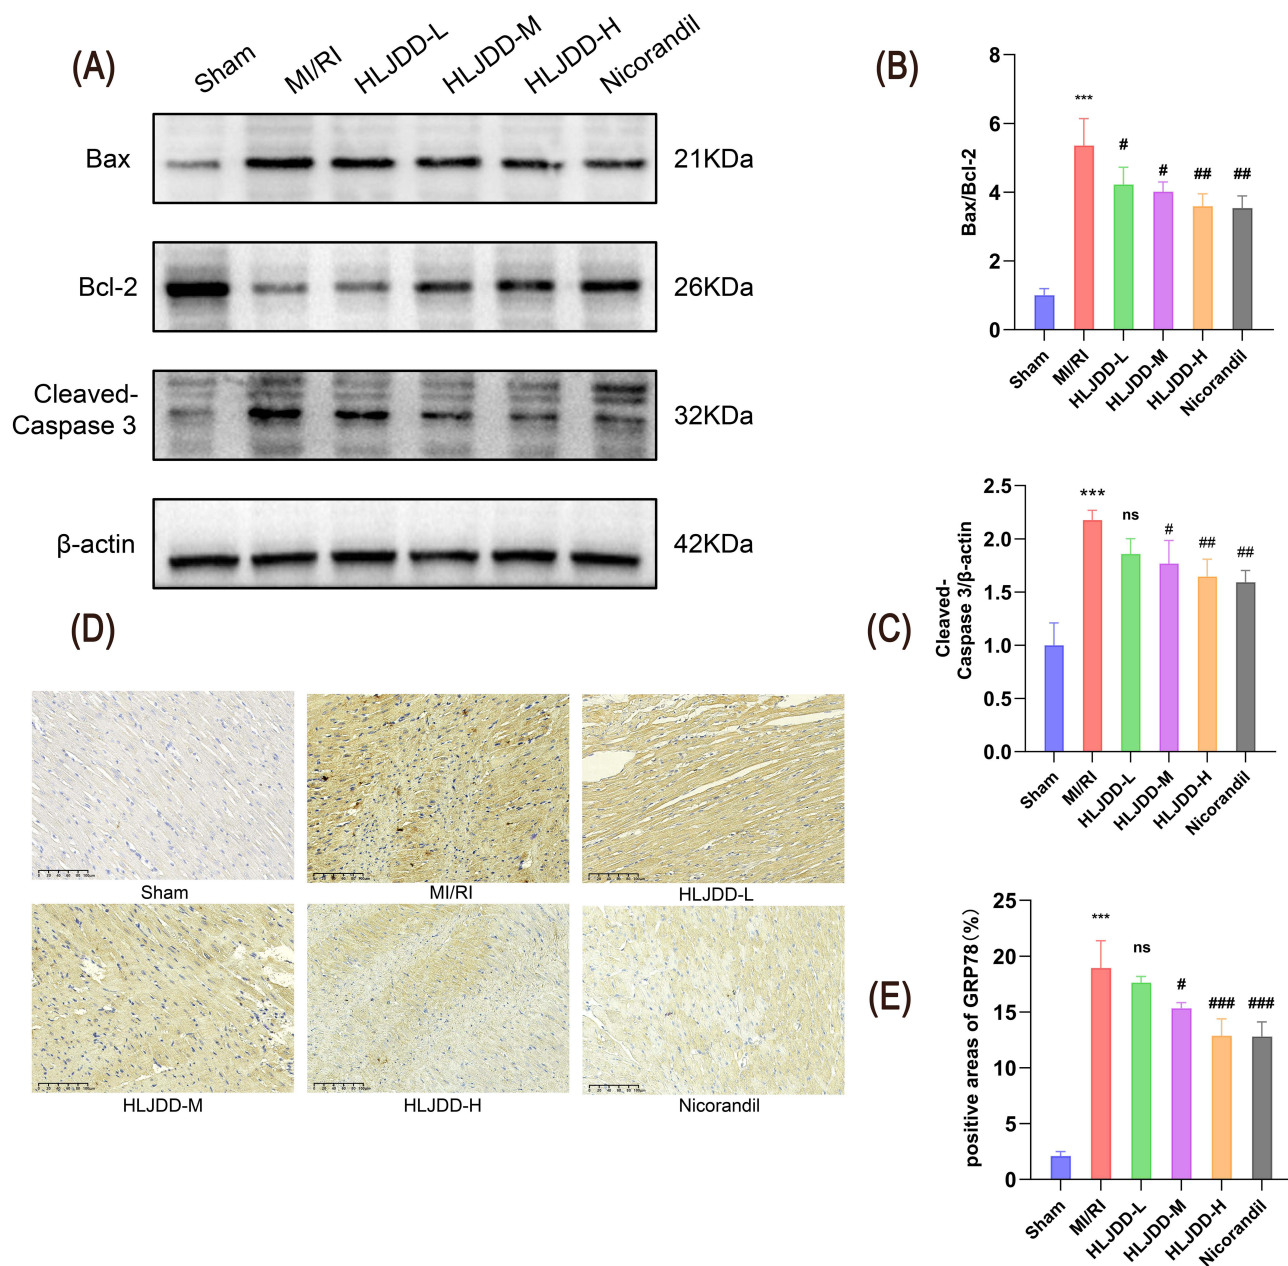 (A)
Sham
MI/RI
HLJDD-L
HLJDD-M
HLJDD-H
Nicorandil
Bax
21KDa
Bcl-2
26KDa
Cleaved-
Caspase 3
32KDa
β-actin
42KDa
(B)
Bax/Bcl-2
8
6
4
2
0
***
#
#
##
##
Sham
MI/RI
HLJDD-L
HLJDD-M
HLJDD-H
Nicorandil
(C)
Cleaved-
Caspase 3/β-actin
2.5
2.0
1.5
1.0
0.5
0.0
***
ns
#
##
##
Sham
MI/RI
HLJDD-L
HLJDD-M
HLJDD-H
Nicorandil
(D)
Sham
MI/RI
HLJDD-L
HLJDD-M
HLJDD-H
Nicorandil
(E)
positive areas of GRP78(%)
25
20
15
10
5
0
***
ns
#
###
###
Sham
MI/RI
HLJDD-L
HLJDD-M
HLJDD-H
Nicorandil